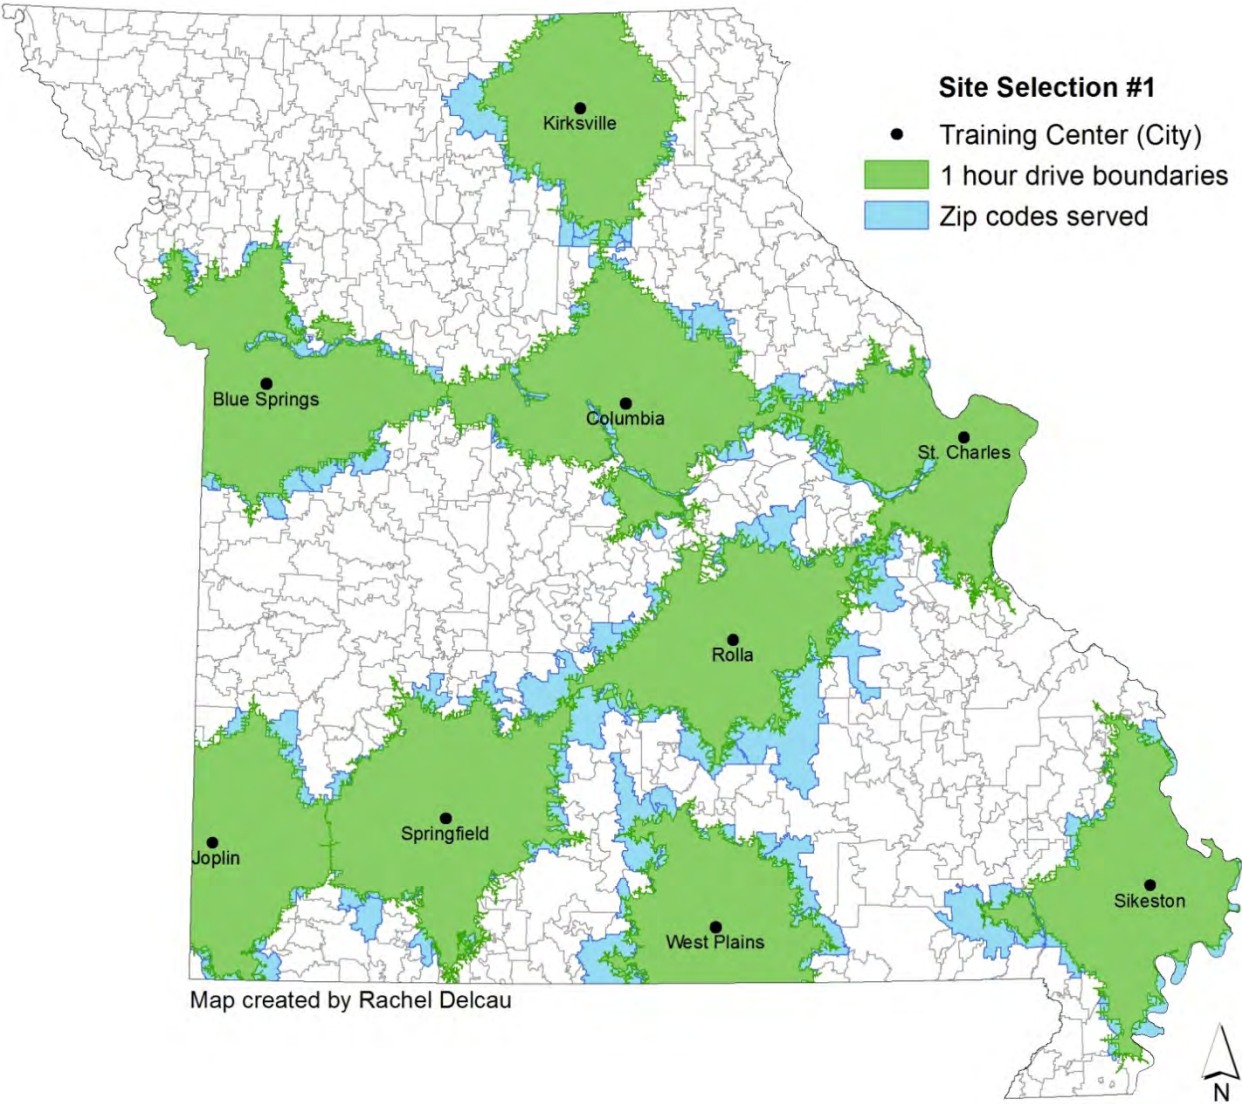 Site Selection #1
Training Center (City)
1 hour drive boundaries
Zip codes served
Kirksville
Blue Springs
Columbia
St. Charles
Rolla
Springfield
Joplin
Sikeston
West Plains
Map created by Rachel Delcau
N